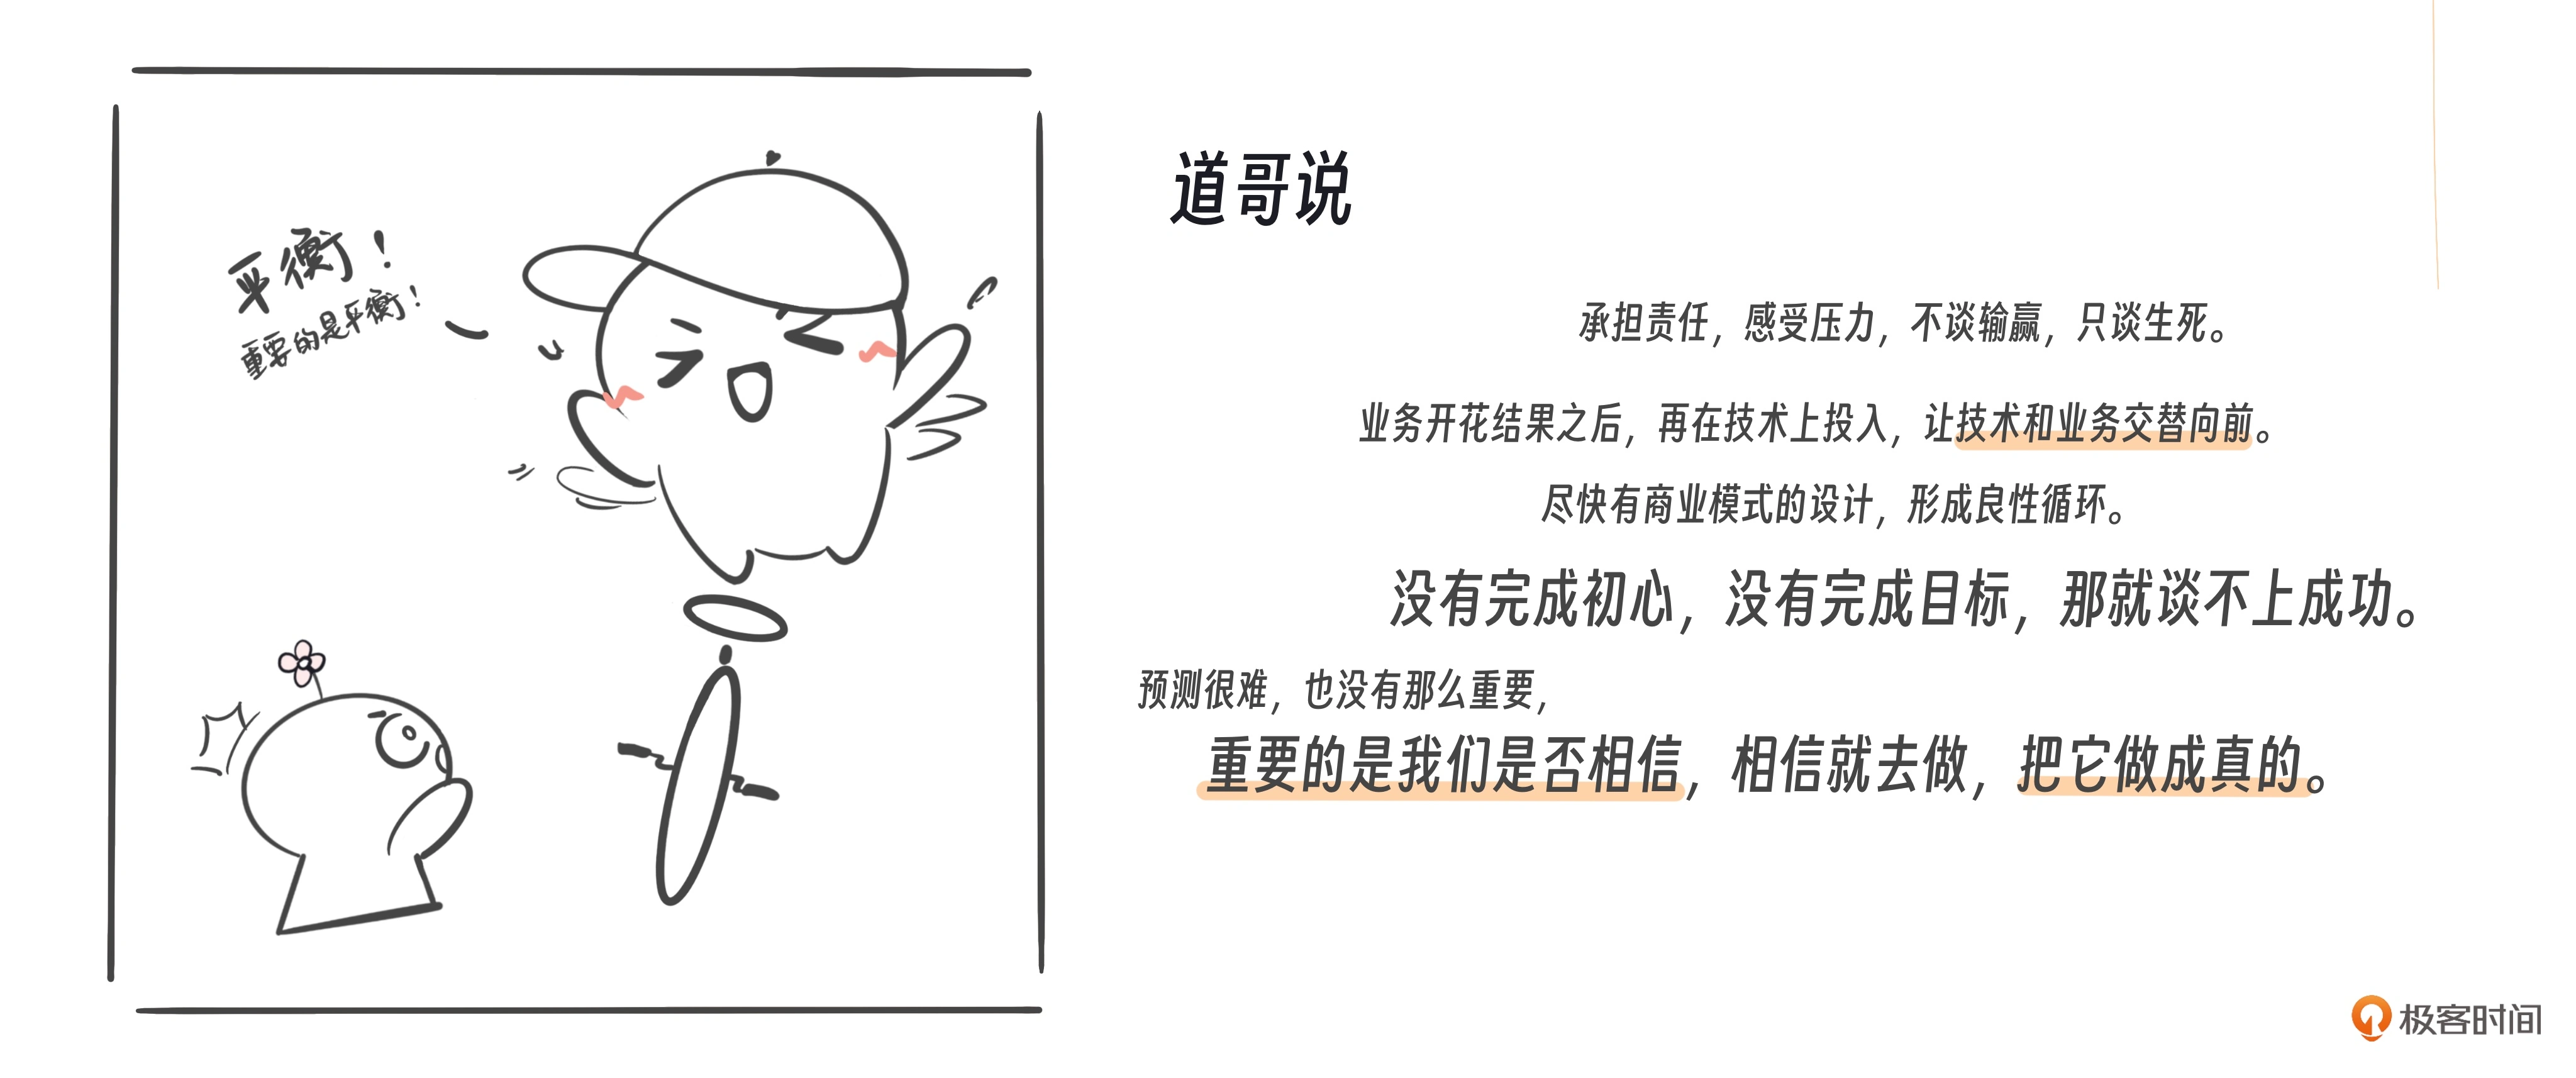 平衡！
重要的是平衡！
道哥说
承担责任，感受压力，不谈输赢，只谈生死。
业务开花结果之后，再在技术上投入，让技术和业务交替向前。
尽快有商业模式的设计，形成良性循环。
没有完成初心，没有完成目标，那就谈不上成功。
预测很难，也没有那么重要，
重要的是我们是否相信，相信就去做，把它做成真的。
极客时间